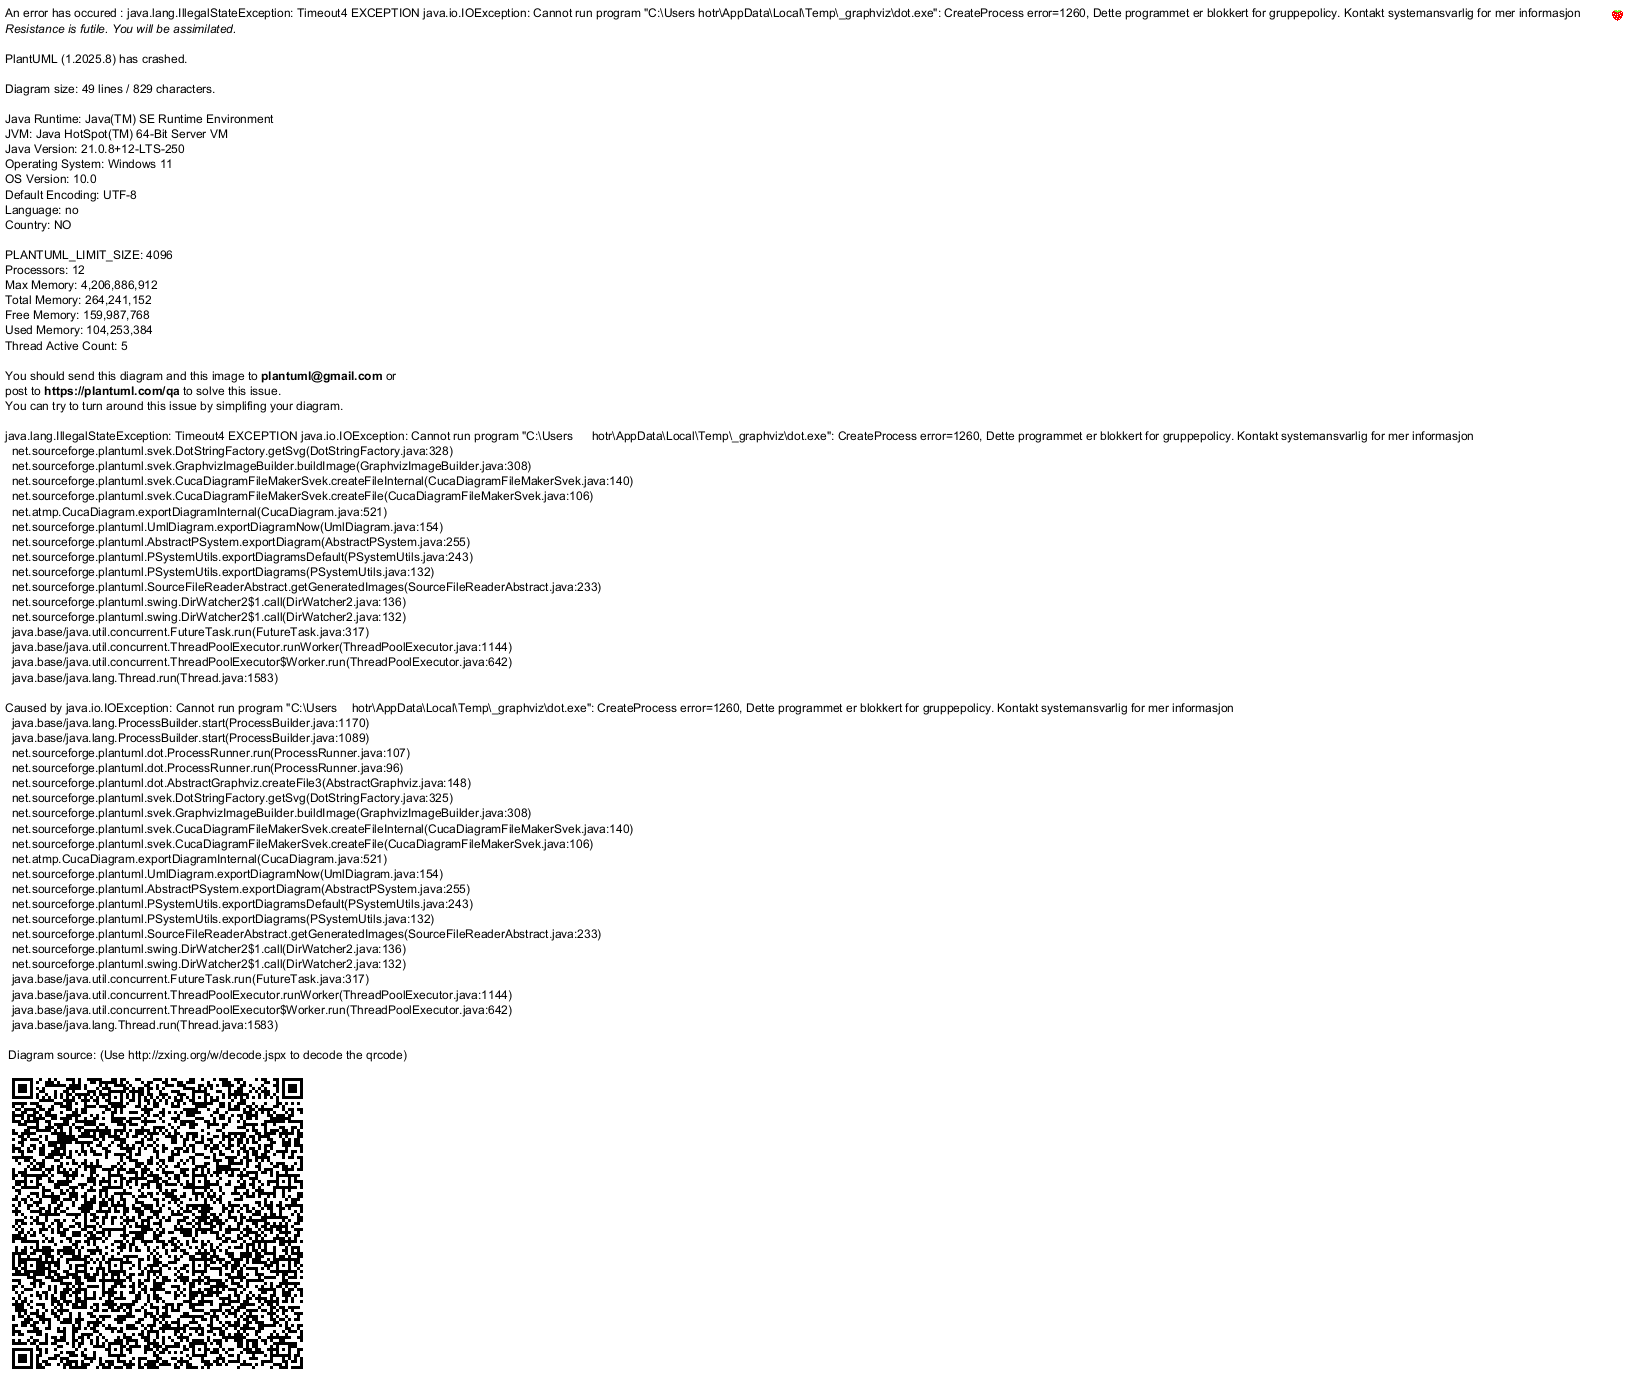 An error has occured : java.lang.IllegalStateException: Timeout4 EXCEPTION java.io.IOException: Cannot run program "C:\Users hotr\AppData\Local\Temp\_graphviz\dot.exe": CreateProcess error=1260, Dette programmet er blokkert for gruppepolicy. Kontakt systemansvarlig for mer informasjon
Resistance is futile. You will be assimilated.
PlantUML (1.2025.8) has crashed.
Diagram size: 49 lines / 829 characters.
Java Runtime: Java(TM) SE Runtime Environment
JVM: Java HotSpot(TM) 64-Bit Server VM
Java Version: 21.0.8+12-LTS-250
Operating System: Windows 11
OS Version: 10.0
Default Encoding: UTF-8
Language: no
Country: NO
PLANTUML_LIMIT_SIZE: 4096
Processors: 12
Max Memory: 4,206,886,912
Total Memory: 264,241,152
Free Memory: 159,987,768
Used Memory: 104,253,384
Thread Active Count: 5
You should send this diagram and this image to plantuml@gmail.com or
post to https://plantuml.com/qa to solve this issue.
You can try to turn around this issue by simplifing your diagram.
java.lang.IllegalStateException: Timeout4 EXCEPTION java.io.IOException: Cannot run program "C:\Users hotr\AppData\Local\Temp\_graphviz\dot.exe": CreateProcess error=1260, Dette programmet er blokkert for gruppepolicy. Kontakt systemansvarlig for mer informasjon
net.sourceforge.plantuml.svek.DotStringFactory.getSvg(DotStringFactory.java:328)
net.sourceforge.plantuml.svek.GraphvizImageBuilder.buildImage(GraphvizImageBuilder.java:308)
net.sourceforge.plantuml.svek.CucaDiagramFileMakerSvek.createFileInternal(CucaDiagramFileMakerSvek.java:140)
net.sourceforge.plantuml.svek.CucaDiagramFileMakerSvek.createFile(CucaDiagramFileMakerSvek.java:106)
net.atmp.CucaDiagram.exportDiagramInternal(CucaDiagram.java:521)
net.sourceforge.plantuml.UmlDiagram.exportDiagramNow(UmlDiagram.java:154)
net.sourceforge.plantuml.AbstractPSystem.exportDiagram(AbstractPSystem.java:255)
net.sourceforge.plantuml.PSystemUtils.exportDiagramsDefault(PSystemUtils.java:243)
net.sourceforge.plantuml.PSystemUtils.exportDiagrams(PSystemUtils.java:132)
net.sourceforge.plantuml.SourceFileReaderAbstract.getGeneratedImages(SourceFileReaderAbstract.java:233)
net.sourceforge.plantuml.swing.DirWatcher2$1.call(DirWatcher2.java:136)
net.sourceforge.plantuml.swing.DirWatcher2$1.call(DirWatcher2.java:132)
java.base/java.util.concurrent.FutureTask.run(FutureTask.java:317)
java.base/java.util.concurrent.ThreadPoolExecutor.runWorker(ThreadPoolExecutor.java:1144)
java.base/java.util.concurrent.ThreadPoolExecutor$Worker.run(ThreadPoolExecutor.java:642)
java.base/java.lang.Thread.run(Thread.java:1583)
Caused by java.io.IOException: Cannot run program "C:\Users hotr\AppData\Local\Temp\_graphviz\dot.exe": CreateProcess error=1260, Dette programmet er blokkert for gruppepolicy. Kontakt systemansvarlig for mer informasjon
java.base/java.lang.ProcessBuilder.start(ProcessBuilder.java:1170)
java.base/java.lang.ProcessBuilder.start(ProcessBuilder.java:1089)
net.sourceforge.plantuml.dot.ProcessRunner.run(ProcessRunner.java:107)
net.sourceforge.plantuml.dot.ProcessRunner.run(ProcessRunner.java:96)
net.sourceforge.plantuml.dot.AbstractGraphviz.createFile3(AbstractGraphviz.java:148)
net.sourceforge.plantuml.svek.DotStringFactory.getSvg(DotStringFactory.java:325)
net.sourceforge.plantuml.svek.GraphvizImageBuilder.buildImage(GraphvizImageBuilder.java:308)
net.sourceforge.plantuml.svek.CucaDiagramFileMakerSvek.createFileInternal(CucaDiagramFileMakerSvek.java:140)
net.sourceforge.plantuml.svek.CucaDiagramFileMakerSvek.createFile(CucaDiagramFileMakerSvek.java:106)
net.atmp.CucaDiagram.exportDiagramInternal(CucaDiagram.java:521)
net.sourceforge.plantuml.UmlDiagram.exportDiagramNow(UmlDiagram.java:154)
net.sourceforge.plantuml.AbstractPSystem.exportDiagram(AbstractPSystem.java:255)
net.sourceforge.plantuml.PSystemUtils.exportDiagramsDefault(PSystemUtils.java:243)
net.sourceforge.plantuml.PSystemUtils.exportDiagrams(PSystemUtils.java:132)
net.sourceforge.plantuml.SourceFileReaderAbstract.getGeneratedImages(SourceFileReaderAbstract.java:233)
net.sourceforge.plantuml.swing.DirWatcher2$1.call(DirWatcher2.java:136)
net.sourceforge.plantuml.swing.DirWatcher2$1.call(DirWatcher2.java:132)
java.base/java.util.concurrent.FutureTask.run(FutureTask.java:317)
java.base/java.util.concurrent.ThreadPoolExecutor.runWorker(ThreadPoolExecutor.java:1144)
java.base/java.util.concurrent.ThreadPoolExecutor$Worker.run(ThreadPoolExecutor.java:642)
java.base/java.lang.Thread.run(Thread.java:1583)
Diagram source: (Use http://zxing.org/w/decode.jspx to decode the qrcode)